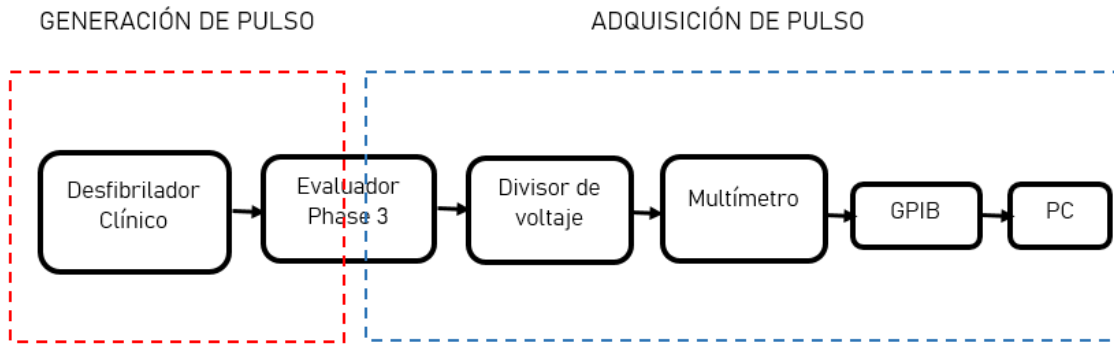 GENERACIÓN DE PULSO
ADQUISICIÓN DE PULSO
Desfibrilador
Clínico
Evaluador
Phase 3
Divisor de
voltaje
Multímetro
GPIB
PC